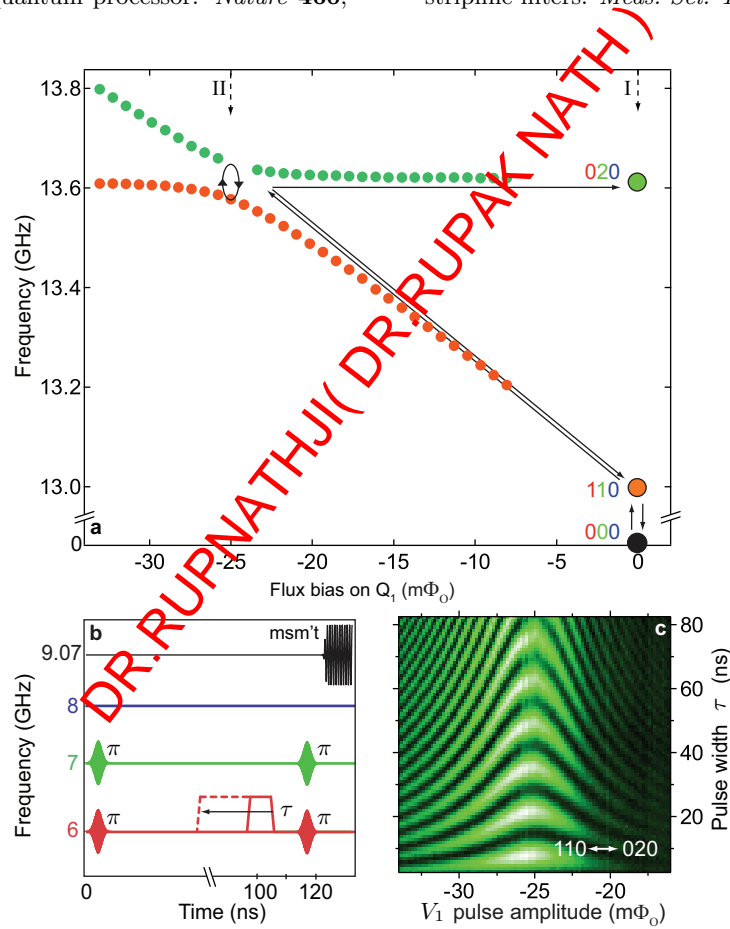 quantum processor. Nature 466,
stripline filters. Meas. Sci. T
13.8
13.6
13.4
13.2
13.0
0
Frequency (GHz)
II
I
020
110
000
a
-30 -25 -20 -15 -10 -5 0
Flux bias on Q1 (mΦ0)
DR.RUPNATHJI( DR.RUPAK NATH )
b
msm't
9.07
8
7
6
π π
π π
τ
Frequency (GHz)
0 100 120
Time (ns)
c
80
60
40
20
Pulse width τ (ns)
110 ↔ 020
-30 -25 -20
V1 pulse amplitude (mΦ0)